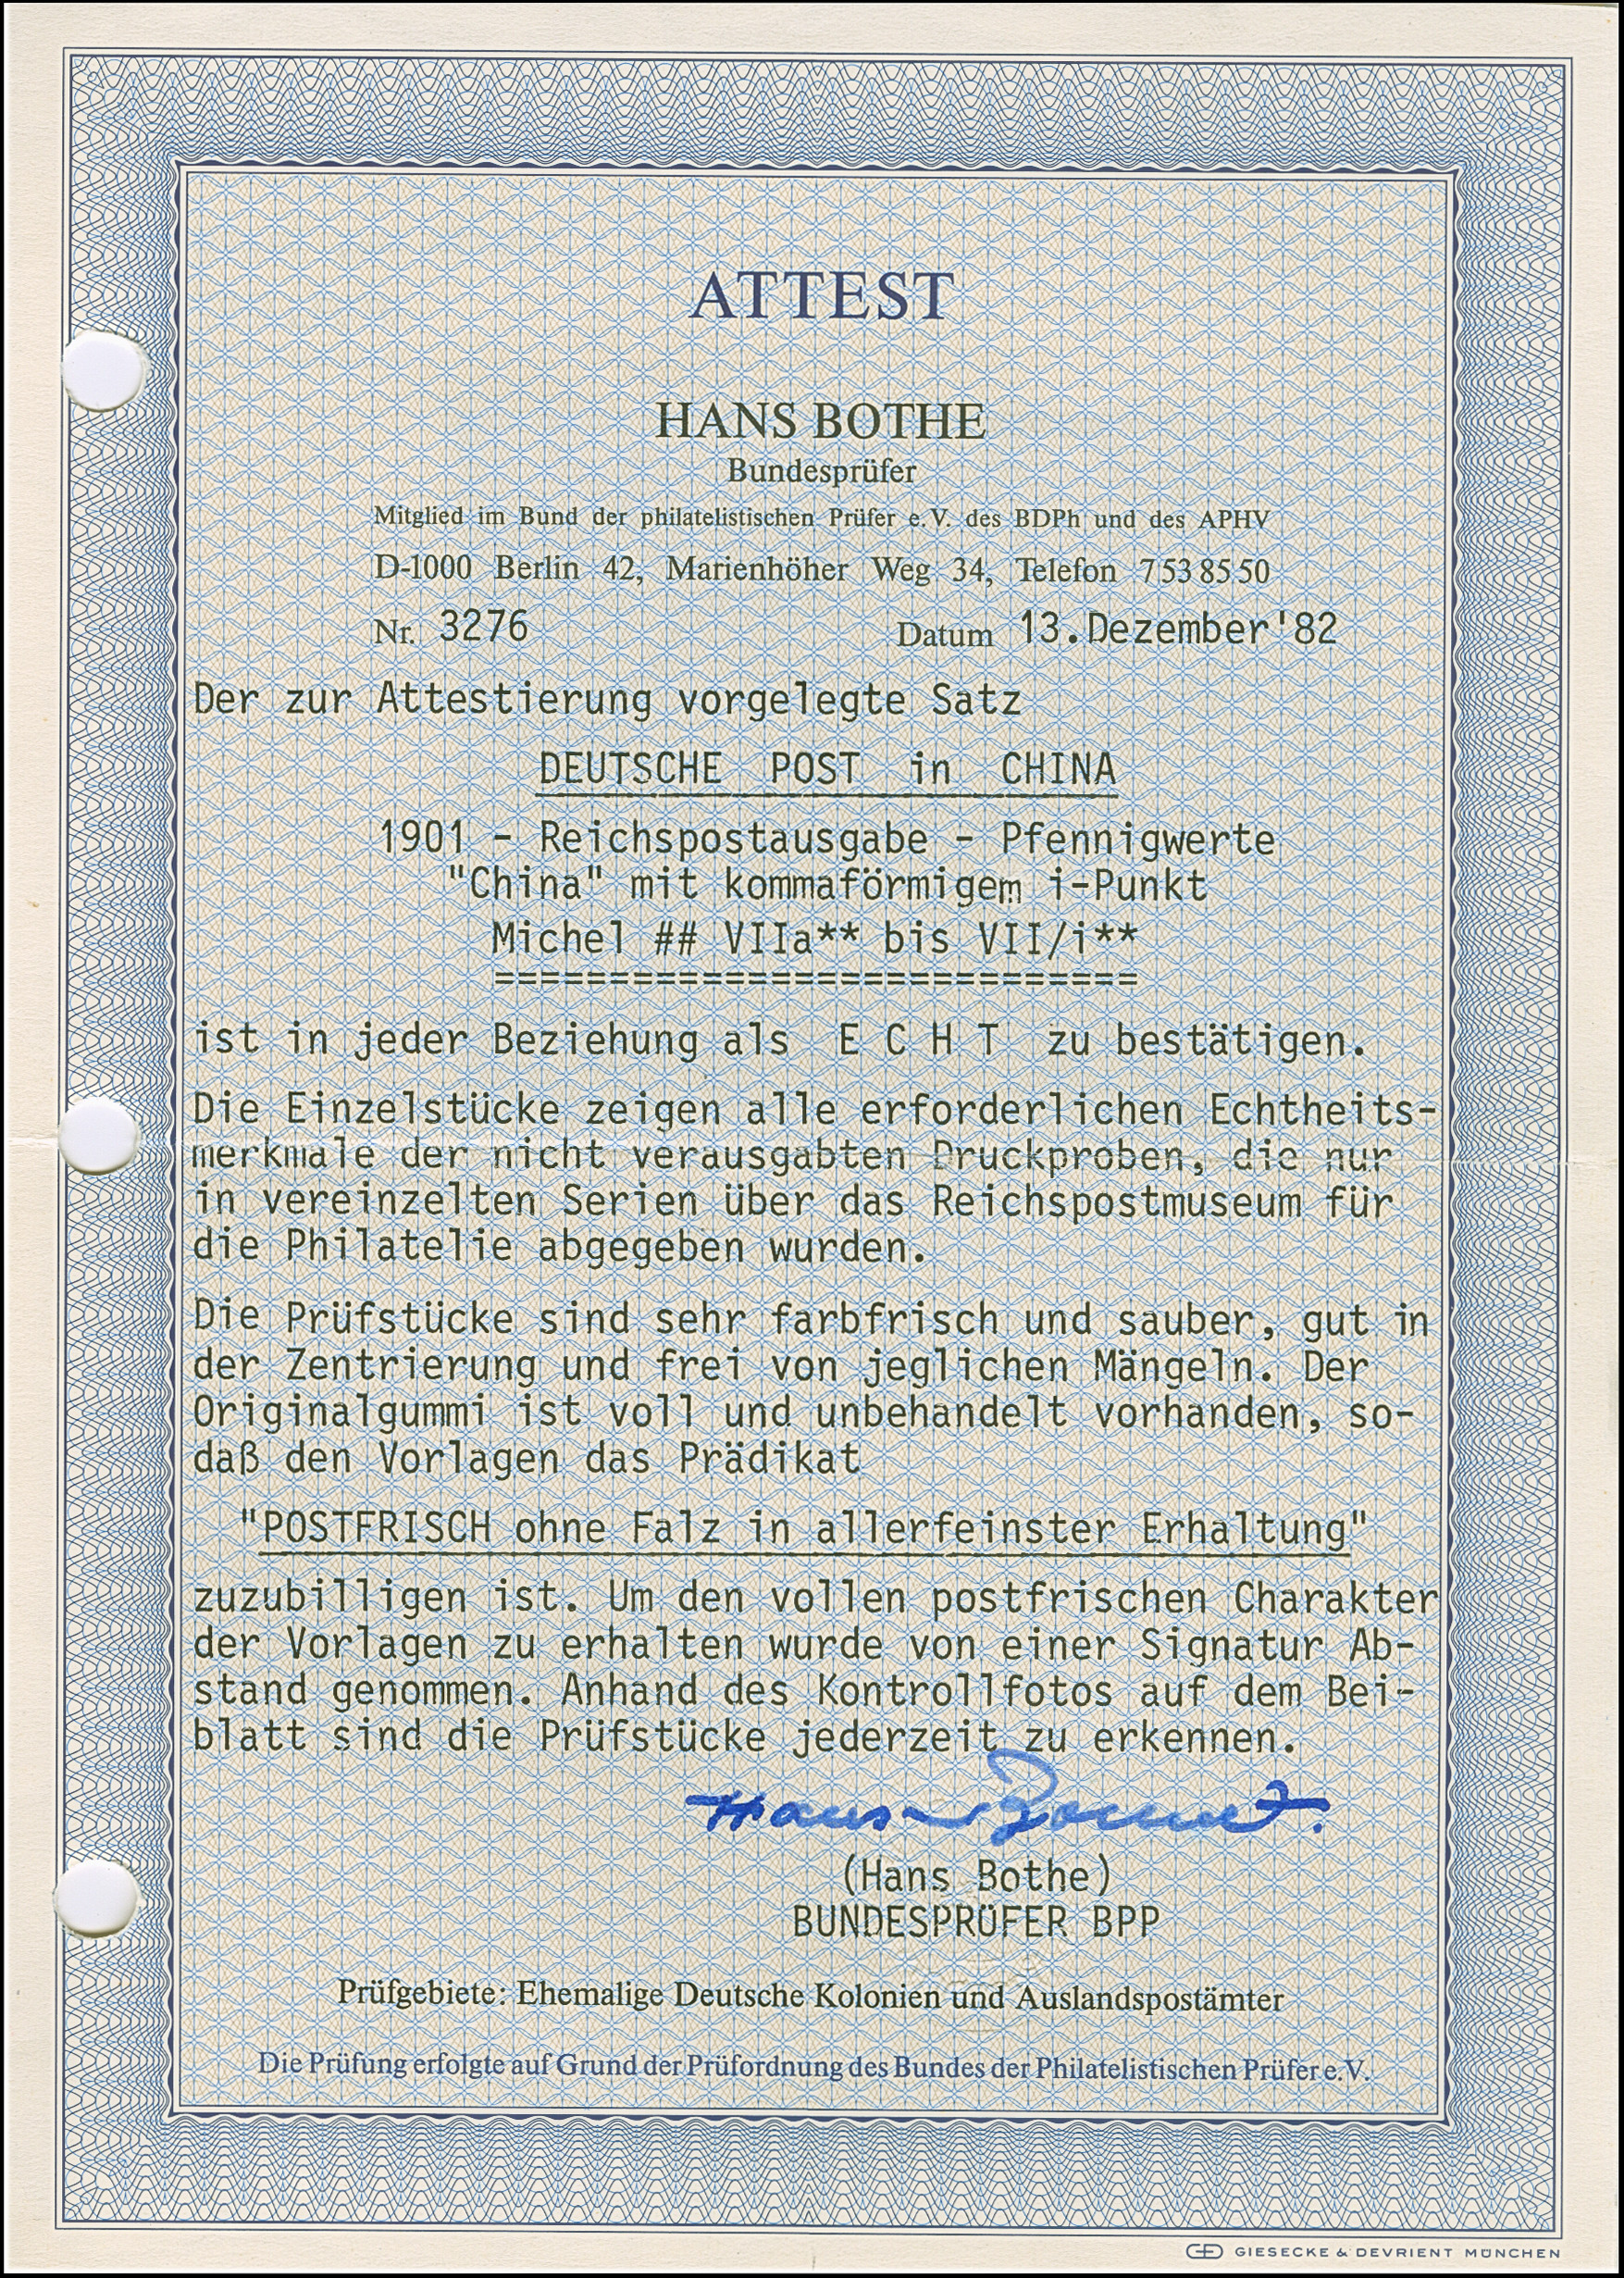 ATTEST
HANS BOTHE
Bundesprüfer
Mitglied im Bund der philatelistischen Prüfer e.V. des BDPh und des APHV
D-1000 Berlin 42, Marienhöher Weg 34, Telefon 7 53 85 50
Nr. 3276 Datum 13.Dezember'82
Der zur Attestierung vorgelegte Satz
DEUTSCHE POST in CHINA
1901 - Reichspostausgabe - Pfennigwerte
"China" mit kommaförmigem i-Punkt
Michel ## VIIa** bis VII/i**
============================
ist in jeder Beziehung als E C H T zu bestätigen.
Die Einzelstücke zeigen alle erforderlichen Echtheits-
merkmale der nicht verausgabten Druckproben, die nur
in vereinzelten Serien über das Reichspostmuseum für
die Philatelie abgegeben wurden.
Die Prüfstücke sind sehr farbfrisch und sauber, gut in
der Zentrierung und frei von jeglichen Mängeln. Der
Originalgummi ist voll und unbehandelt vorhanden, so-
daß den Vorlagen das Prädikat
"POSTFRISCH ohne Falz in allerfeinster Erhaltung"
zuzubilligen ist. Um den vollen postfrischen Charakter
der Vorlagen zu erhalten wurde von einer Signatur Ab-
stand genommen. Anhand des Kontrollfotos auf dem Bei-
blatt sind die Prüfstücke jederzeit zu erkennen.
(Hans Bothe)
BUNDESPRÜFER BPP
Prüfgebiete: Ehemalige Deutsche Kolonien und Auslandspostämter
Die Prüfung erfolgte auf Grund der Prüfordnung des Bundes der Philatelistischen Prüfer e.V.
GD GIESECKE & DEVRIENT MÜNCHEN